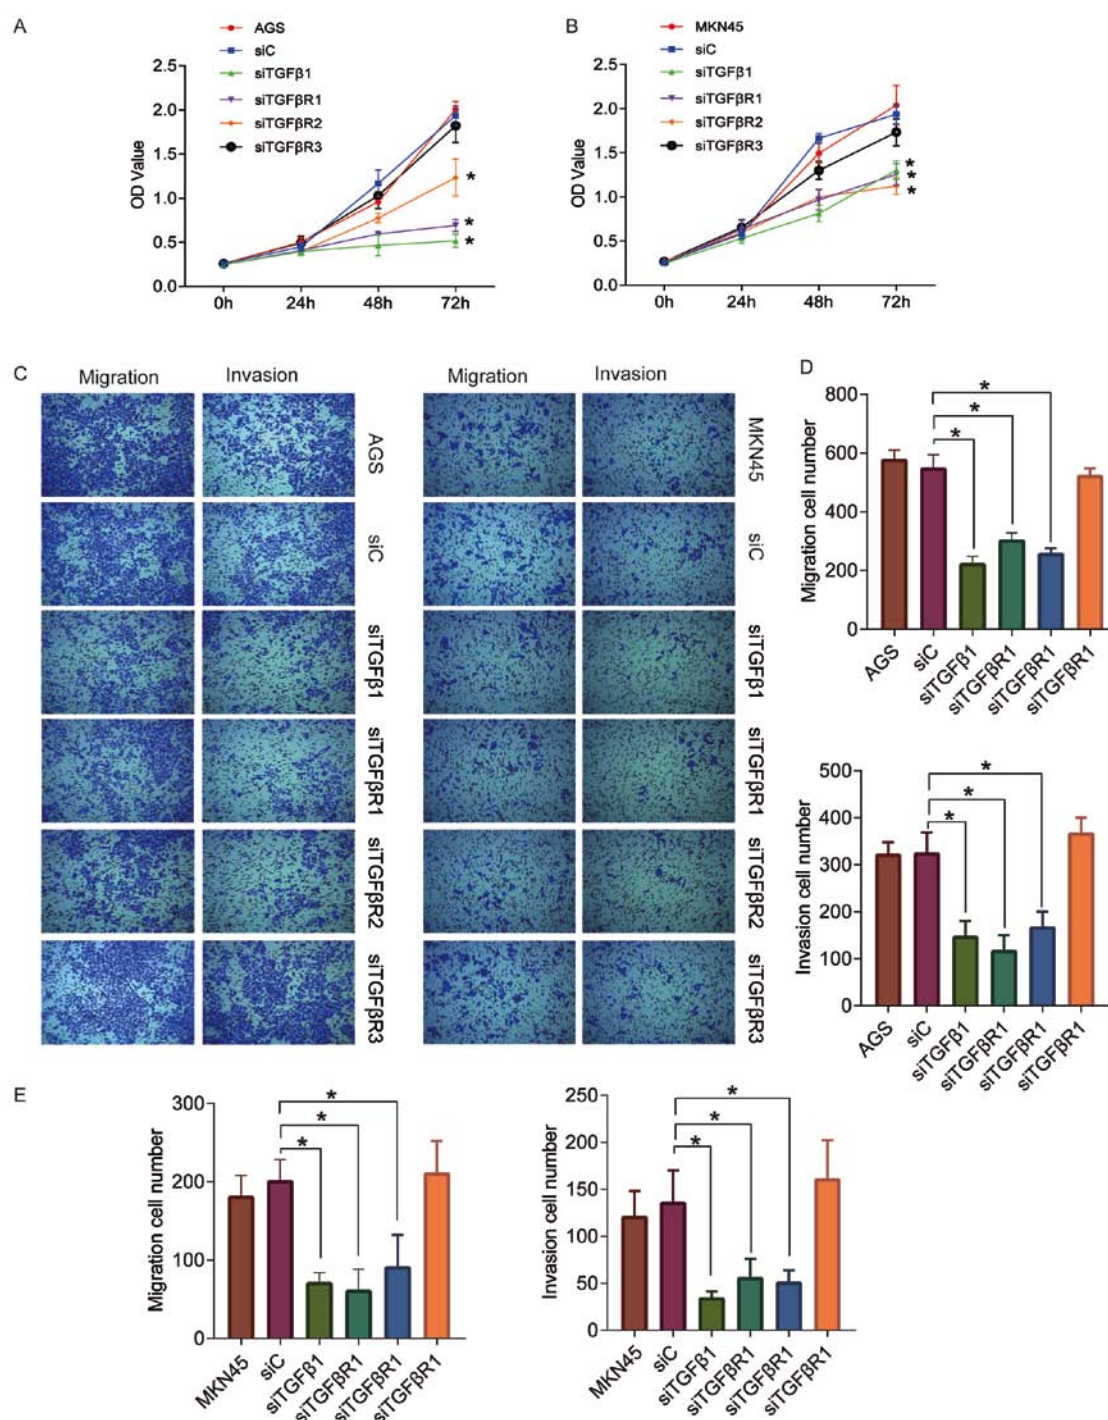 A
AGS
siC
siTGFβ1
siTGFβR1
siTGFβR2
siTGFβR3
OD Value
2.5
2.0
1.5
1.0
0.5
0.0
*
*
*
0h 24h 48h 72h
B
MKN45
siC
siTGFβ1
siTGFβR1
siTGFβR2
siTGFβR3
OD Value
2.5
2.0
1.5
1.0
0.5
0.0
*
*
*
0h 24h 48h 72h
C
Migration Invasion
AGS
siC
siTGFβ1
siTGFβR1
siTGFβR2
siTGFβR3
Migration Invasion
MKN45
siC
siTGFβ1
siTGFβR1
siTGFβR2
siTGFβR3
D
Migration cell number
800
600
400
200
0
*
*
*
AGS siC siTGFβ1 siTGFβR1 siTGFβR1 siTGFβR1
Invasion cell number
500
400
300
200
100
0
*
*
*
AGS siC siTGFβ1 siTGFβR1 siTGFβR1 siTGFβR1
E
Migration cell number
300
200
100
0
*
*
*
MKN45 siC siTGFβ1 siTGFβR1 siTGFβR1 siTGFβR1
Invasion cell number
250
200
150
100
50
0
*
*
*
MKN45 siC siTGFβ1 siTGFβR1 siTGFβR1 siTGFβR1